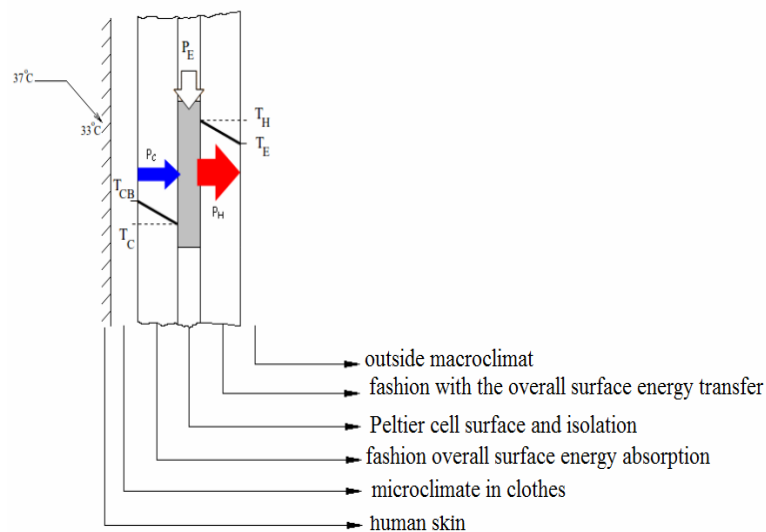 P_E
37°C
33°C
T_H
T_E
P_C
T_CB
P_H
T_C
outside macroclimat
fashion with the overall surface energy transfer
Peltier cell surface and isolation
fashion overall surface energy absorption
microclimate in clothes
human skin